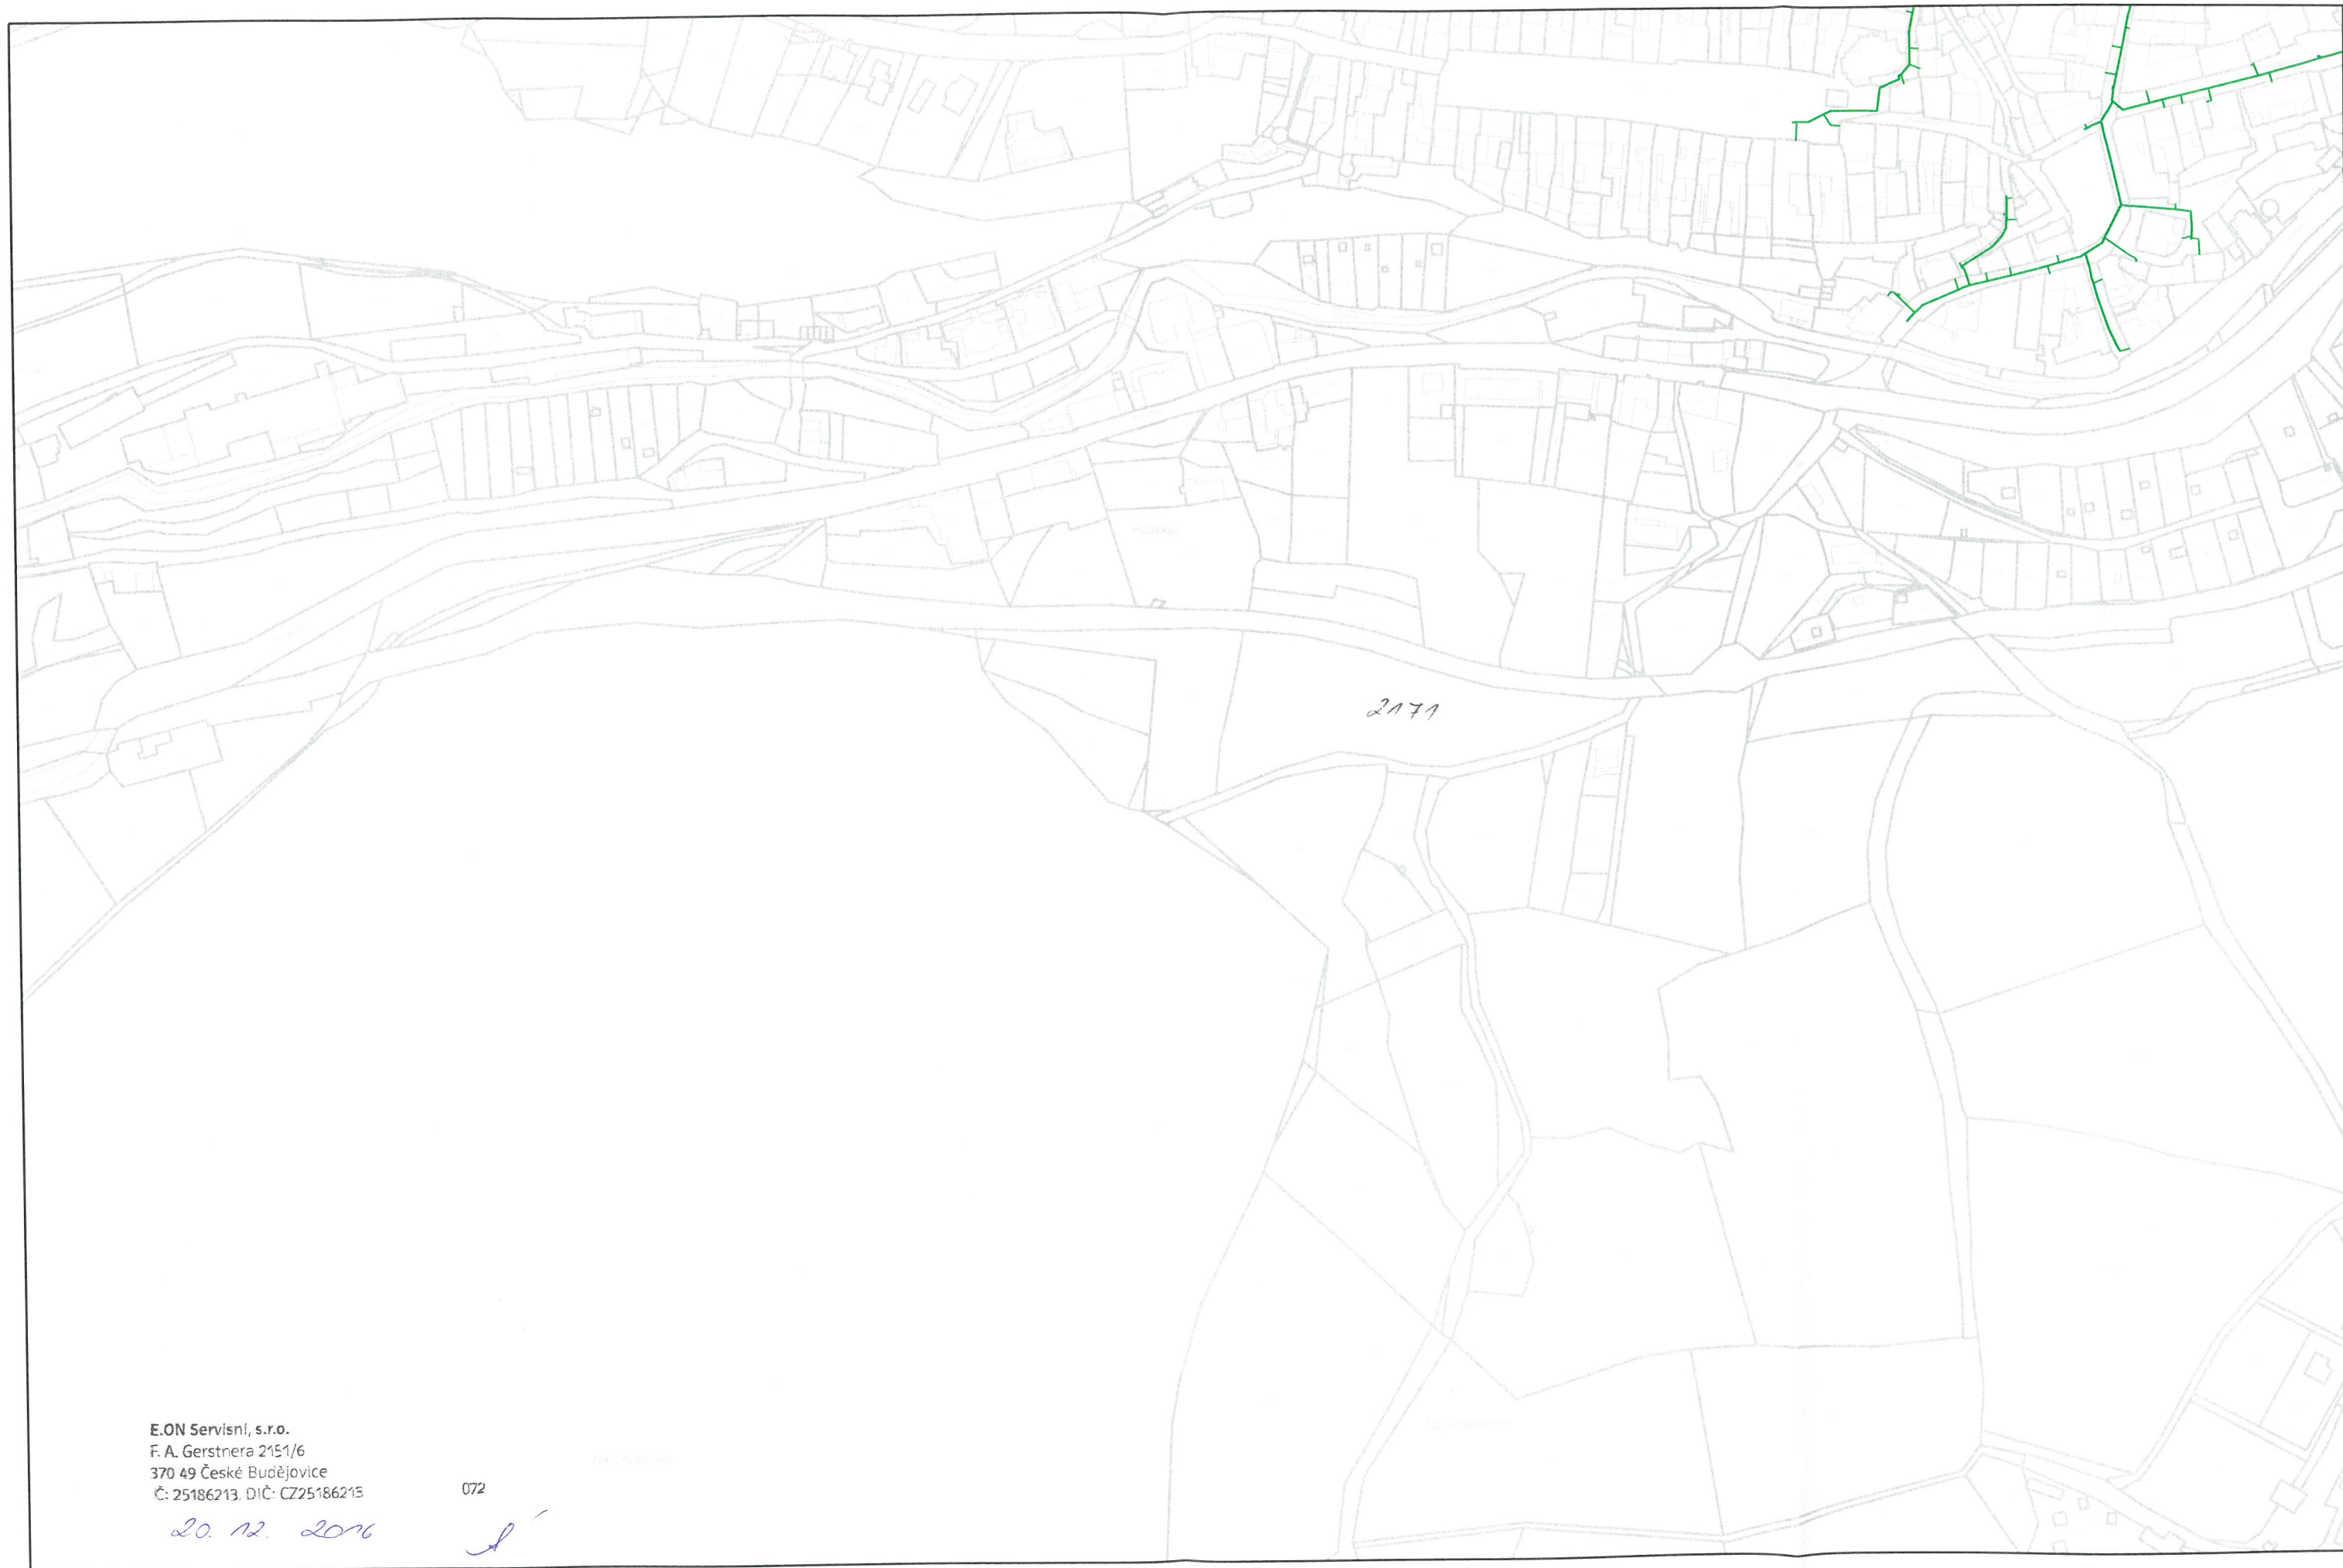 2171
E.ON Servisní, s.r.o.
F. A. Gerstnera 2151/6
370 49 České Budějovice
IČ: 25186213, DIČ: CZ25186213
072
20. 12. 2016